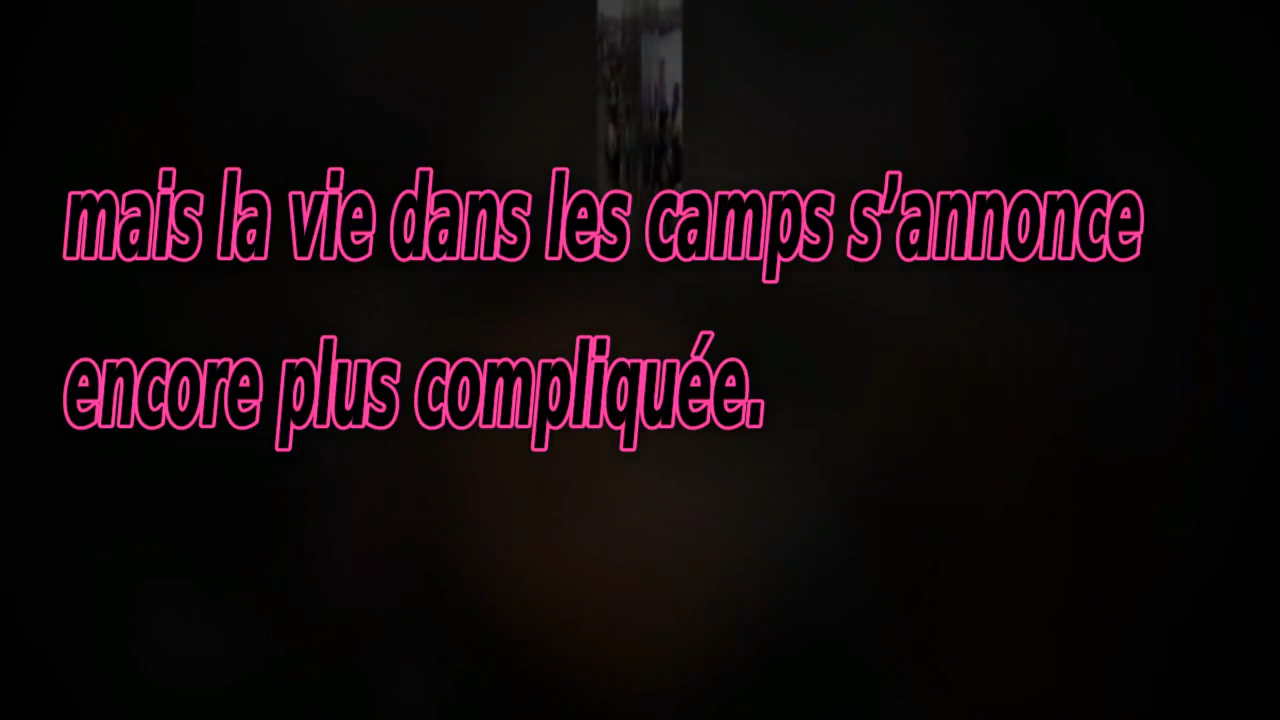 mais la vie dans les camps s’annonce
encore plus compliquée.